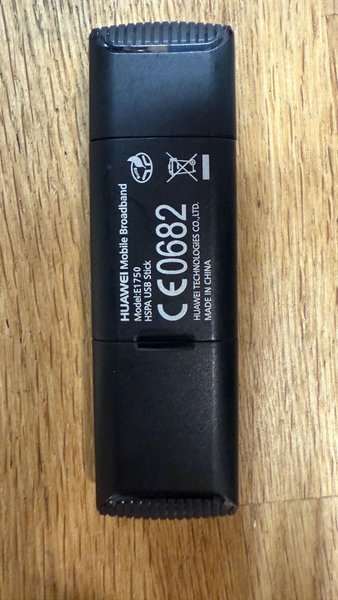 HUAWEI Mobile Broadband
Model:E1750
HSPA USB Stick
CE0682
HUAWEI TECHNOLOGIES CO.,LTD.
MADE IN CHINA